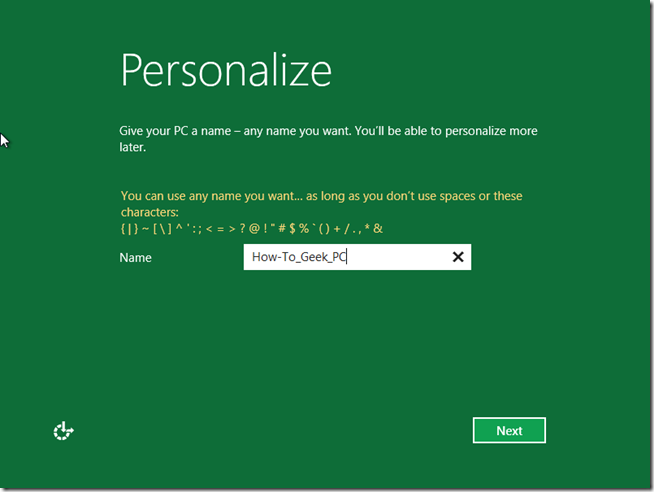 Personalize
Give your PC a name – any name you want. You'll be able to personalize more
later.
You can use any name you want... as long as you don't use spaces or these
characters:
{ | } ~ [ \ ] ^ ' : ; < = > ? @ ! " # $ % ` ( ) + / . , * &
Name
How-To_Geek_PC
Next